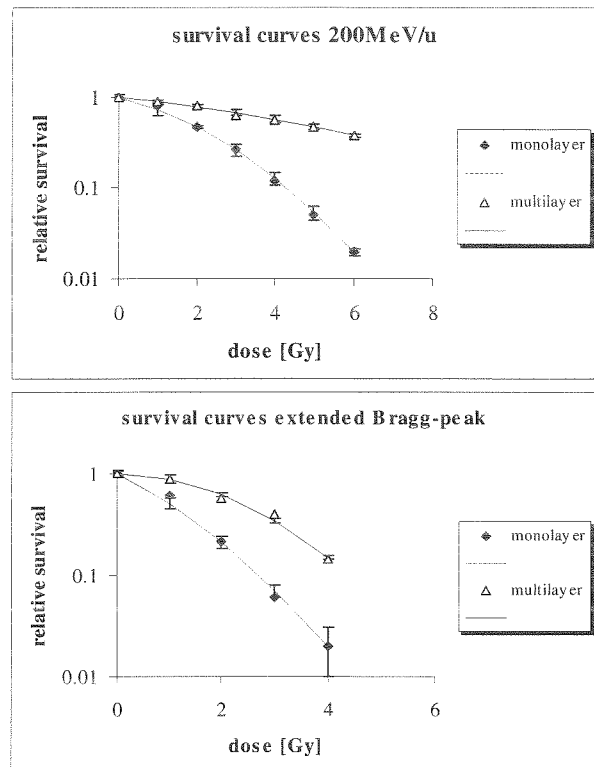 survival curves 200MeV/u
relative survival
1
0.1
0.01
0 2 4 6 8
dose [Gy]
monolayer
multilayer
survival curves extended Bragg-peak
relative survival
1
0.1
0.01
0 2 4 6
dose [Gy]
monolayer
multilayer